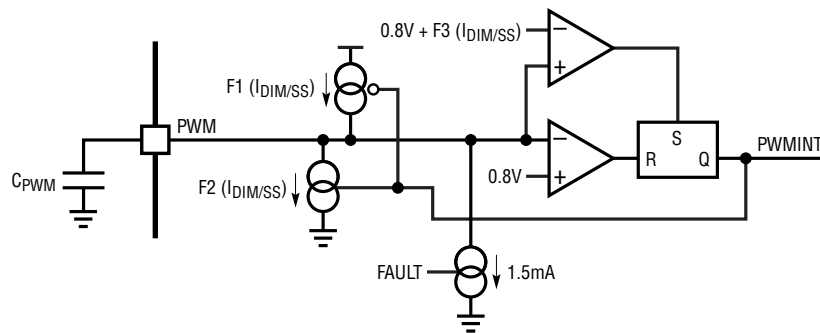 0.8V + F3 (IDIM/SS)
F1 (IDIM/SS)
PWM
CPWM
F2 (IDIM/SS)
0.8V
R
S
Q
PWMINT
FAULT
1.5mA